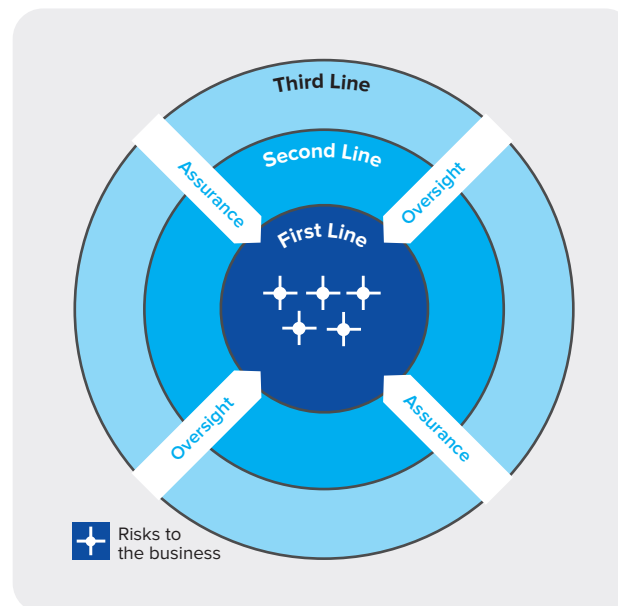 Third Line
Second Line
Assurance
Oversight
First Line
Oversight
Assurance
Risks to
the business